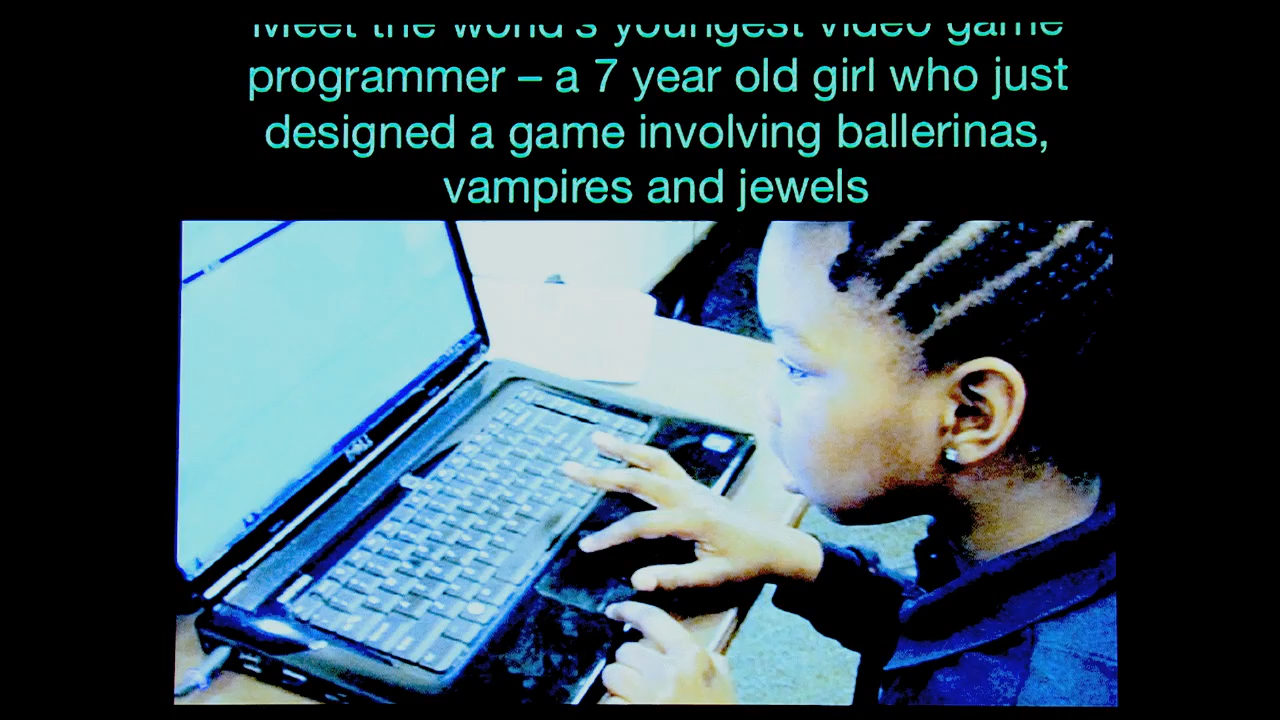 Meet the world's youngest video game
programmer – a 7 year old girl who just
designed a game involving ballerinas,
vampires and jewels
DELL